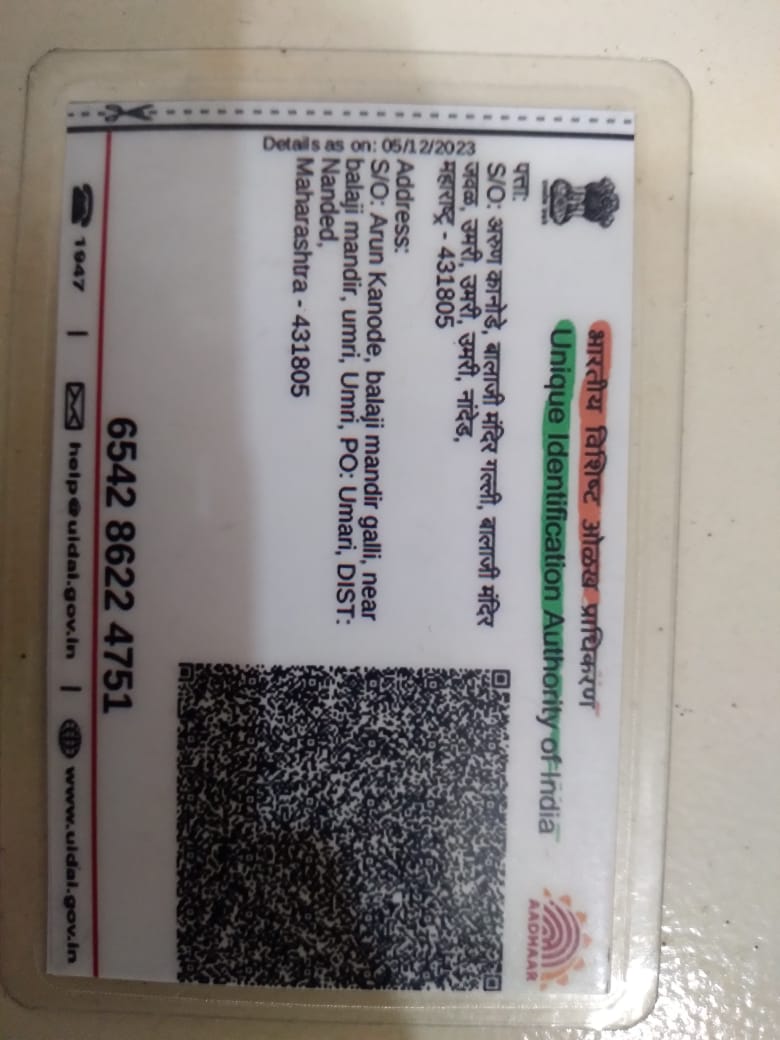 भारतीय विशिष्ट ओळख प्राधिकरण
Unique Identification Authority of India
AADHAAR
Details as on: 05/12/2023
पत्ता:
S/O: अरुण कानोडे, बालाजी मंदिर गल्ली, बालाजी मंदिर
जवळ, उमरी, उमरी, उमरी, नांदेड,
महाराष्ट्र - 431805
Address:
S/O: Arun Kanode, balaji mandir galli, near
balaji mandir, umri, Umri, PO: Umari, DIST:
Nanded,
Maharashtra - 431805
6542 8622 4751
1947 | help@uidai.gov.in | www.uidai.gov.in